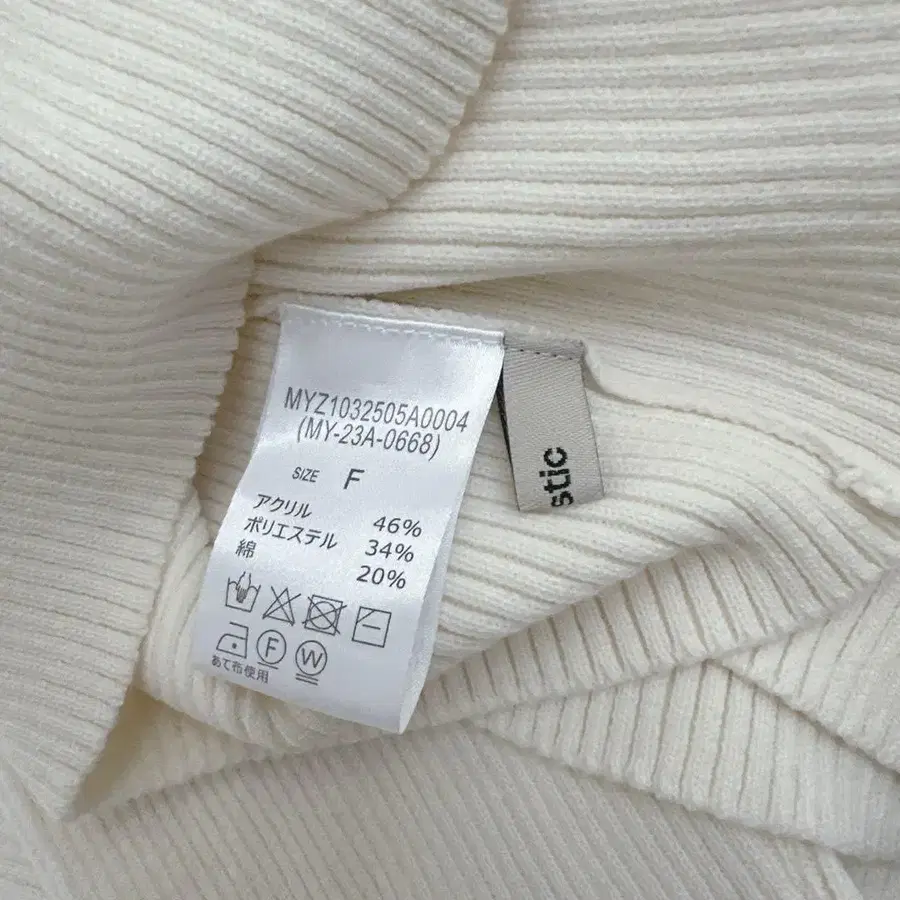 MYZ1032505A0004
(MY-23A-0668)
SIZE F
アクリル 46%
ポリエステル 34%
綿 20%
F W
あて布使用
stic